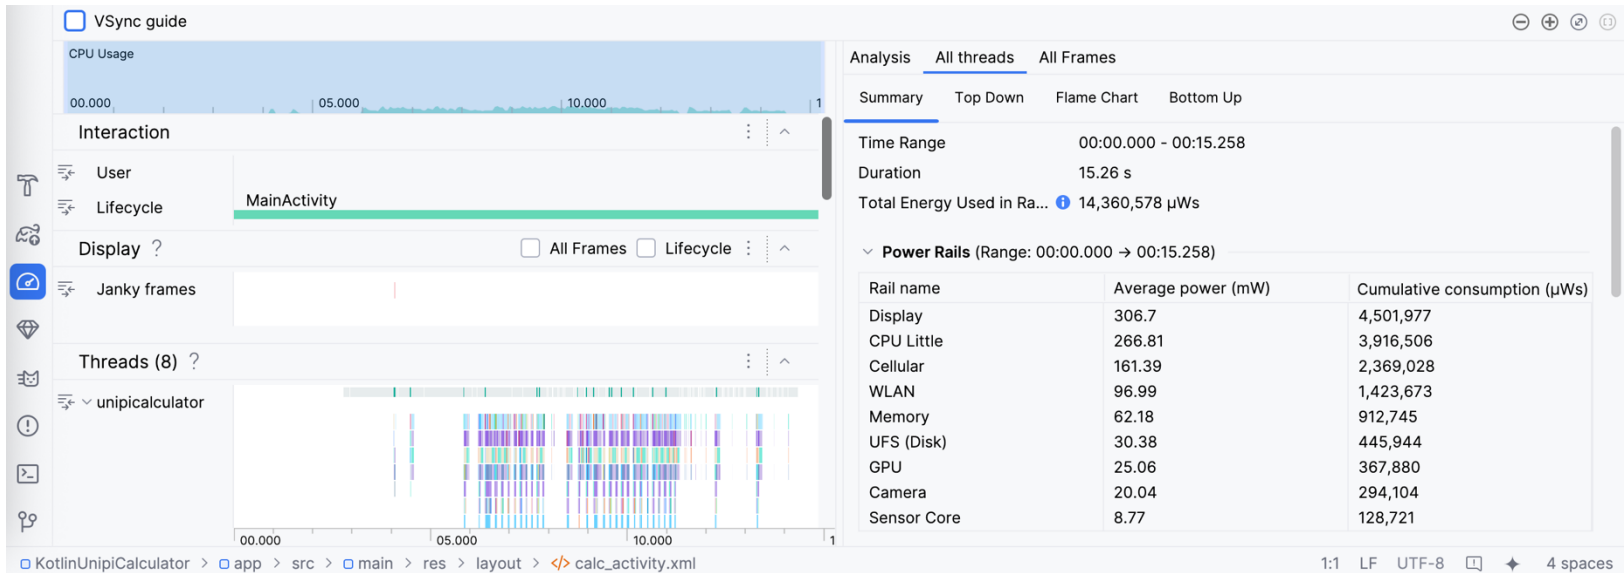 VSync guide
CPU Usage
00.000 05.000 10.000 1
Interaction
User
Lifecycle MainActivity
Display ? All Frames Lifecycle
Janky frames
Threads (8) ?
unipicalculator
00.000 05.000 10.000 1
Analysis All threads All Frames
Summary Top Down Flame Chart Bottom Up
Time Range 00:00.000 - 00:15.258
Duration 15.26 s
Total Energy Used in Ra... 14,360,578 µWs
Power Rails (Range: 00:00.000 → 00:15.258)
Rail name Average power (mW) Cumulative consumption (µWs)
Display 306.7 4,501,977
CPU Little 266.81 3,916,506
Cellular 161.39 2,369,028
WLAN 96.99 1,423,673
Memory 62.18 912,745
UFS (Disk) 30.38 445,944
GPU 25.06 367,880
Camera 20.04 294,104
Sensor Core 8.77 128,721
KotlinUnipiCalculator > app > src > main > res > layout > calc_activity.xml 1:1 LF UTF-8 4 spaces